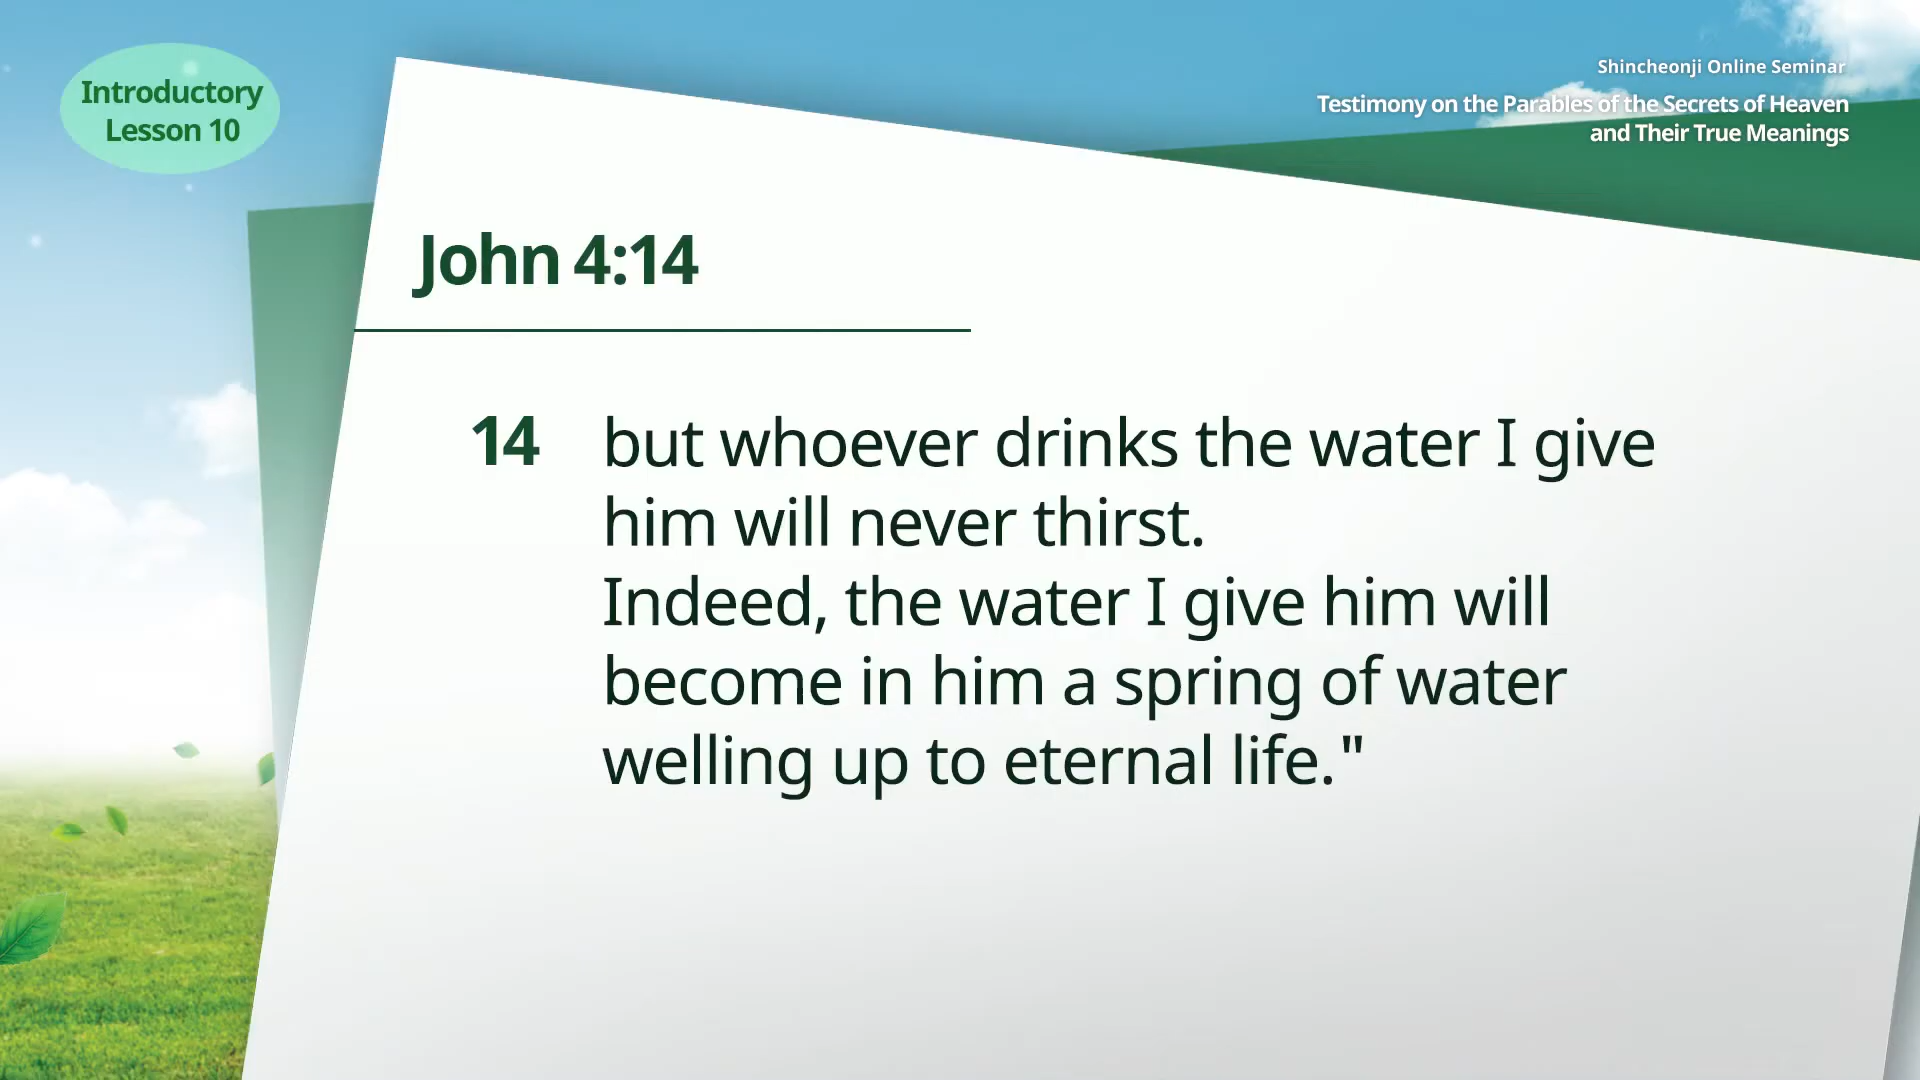 Introductory
Lesson 10
Shincheonji Online Seminar
Testimony on the Parables of the Secrets of Heaven
and Their True Meanings
John 4:14
14 but whoever drinks the water I give
him will never thirst.
Indeed, the water I give him will
become in him a spring of water
welling up to eternal life."